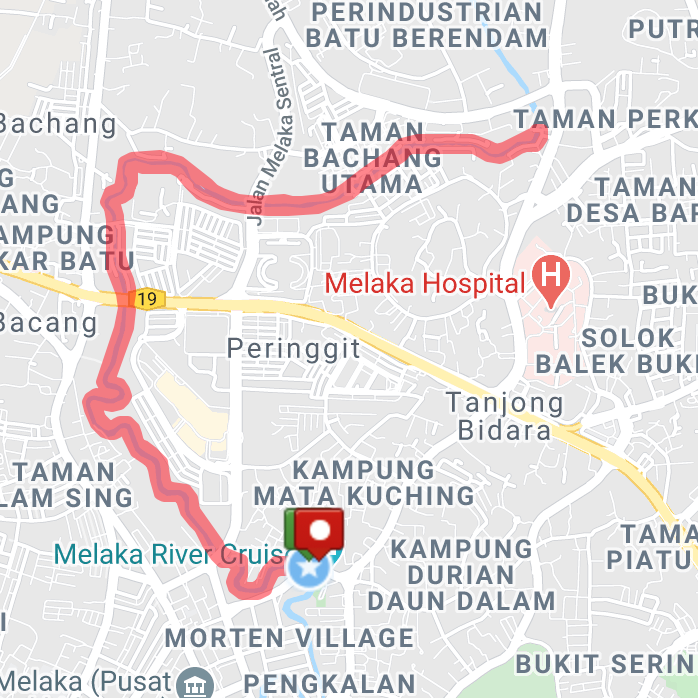 PERINDUSTRIAN
BATU BERENDAM
PUTR
Jalan Melaka Sentral
Bachang
TAMAN PERK
TAMAN
BACHANG
UTAMA
TAMAN
DESA BAR
G
ANG
AMPUNG
KAR BATU
Melaka Hospital
H
19
BUK
Bacang
Peringgit
SOLOK
BALEK BUKI
Tanjong
Bidara
TAMAN
LAM SING
KAMPUNG
MATA KUCHING
TAMA
PIATU
Melaka River Cruis
KAMPUNG
DURIAN
DAUN DALAM
MORTEN VILLAGE
BUKIT SERIN
Melaka (Pusat
PENGKALAN